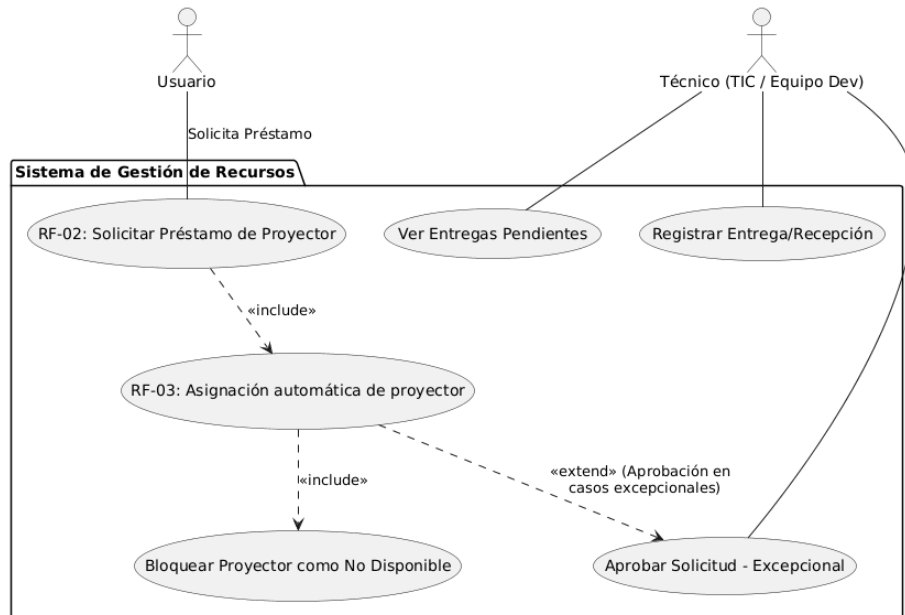 Usuario
Técnico (TIC / Equipo Dev)
Solicita Préstamo
Sistema de Gestión de Recursos
RF-02: Solicitar Préstamo de Proyector
Ver Entregas Pendientes
Registrar Entrega/Recepción
«include»
RF-03: Asignación automática de proyector
«include»
«extend» (Aprobación en
casos excepcionales)
Bloquear Proyector como No Disponible
Aprobar Solicitud - Excepcional